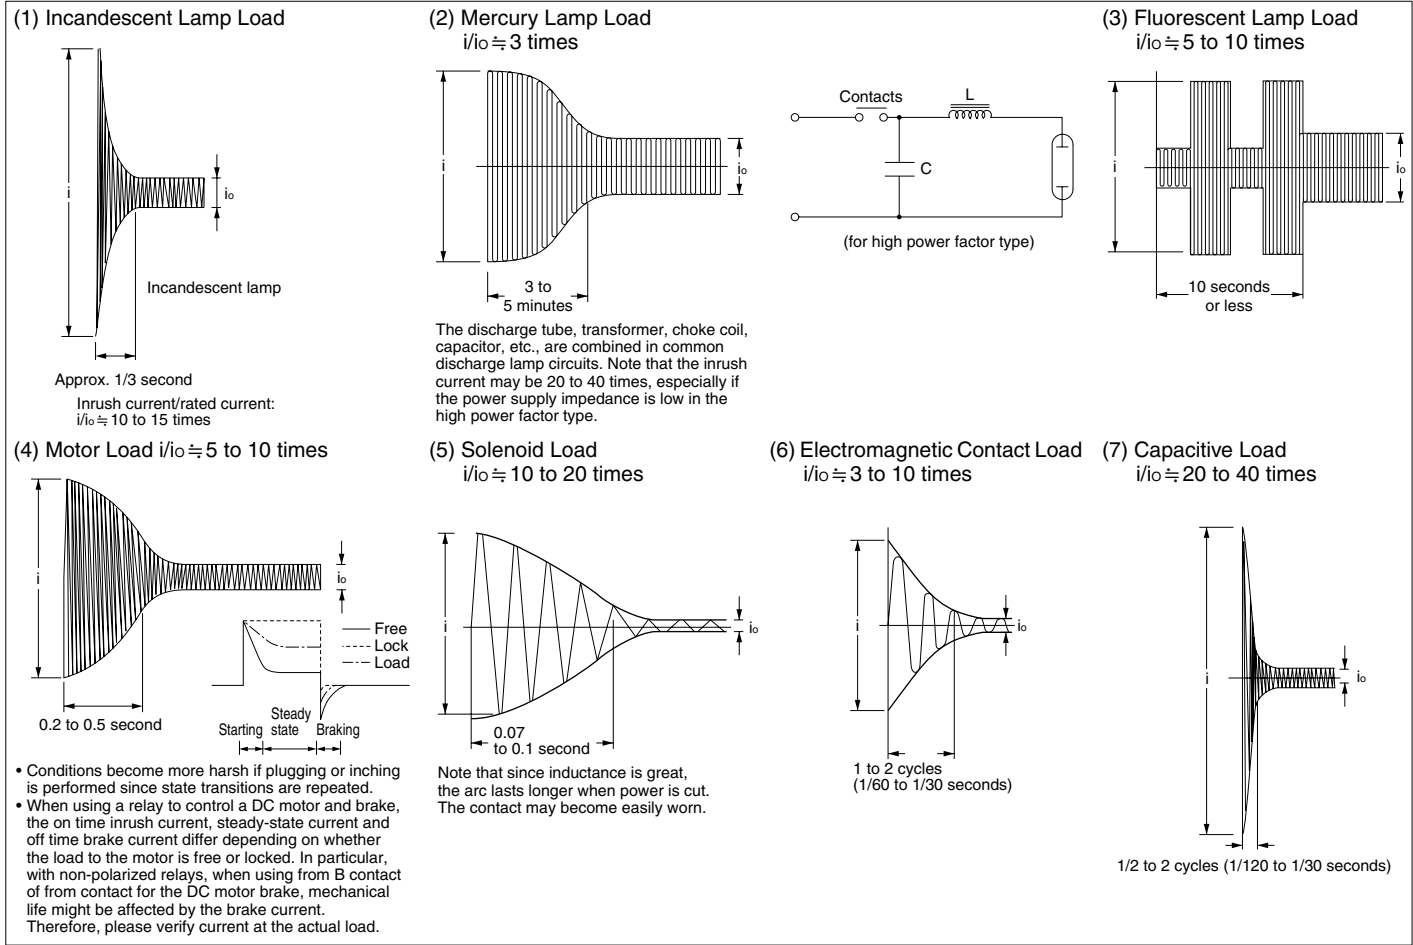 (1) Incandescent Lamp Load
i
io
Incandescent lamp
Approx. 1/3 second
Inrush current/rated current:
i/io≒10 to 15 times
(2) Mercury Lamp Load
i/io≒3 times
i
io
3 to
5 minutes
Contacts
L
C
(for high power factor type)
The discharge tube, transformer, choke coil,
capacitor, etc., are combined in common
discharge lamp circuits. Note that the inrush
current may be 20 to 40 times, especially if
the power supply impedance is low in the
high power factor type.
(3) Fluorescent Lamp Load
i/io≒5 to 10 times
i
io
10 seconds
or less
(4) Motor Load i/io≒5 to 10 times
i
io
0.2 to 0.5 second
Free
Lock
Load
Starting
Steady
state
Braking
• Conditions become more harsh if plugging or inching
is performed since state transitions are repeated.
• When using a relay to control a DC motor and brake,
the on time inrush current, steady-state current and
off time brake current differ depending on whether
the load to the motor is free or locked. In particular,
with non-polarized relays, when using from B contact
of from contact for the DC motor brake, mechanical
life might be affected by the brake current.
Therefore, please verify current at the actual load.
(5) Solenoid Load
i/io≒10 to 20 times
i
io
0.07
to 0.1 second
Note that since inductance is great,
the arc lasts longer when power is cut.
The contact may become easily worn.
(6) Electromagnetic Contact Load
i/io≒3 to 10 times
i
io
1 to 2 cycles
(1/60 to 1/30 seconds)
(7) Capacitive Load
i/io≒20 to 40 times
i
io
1/2 to 2 cycles (1/120 to 1/30 seconds)